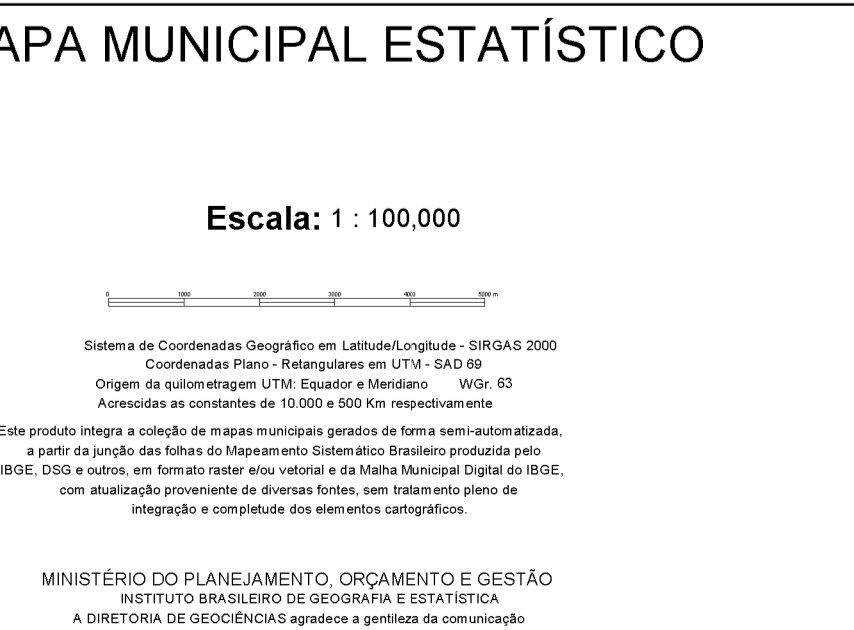 APA MUNICIPAL ESTATÍSTICO
Escala: 1 : 100,000
0 1000 2000 3000 4000 5000 m
Sistema de Coordenadas Geográfico em Latitude/Longitude - SIRGAS 2000
Coordenadas Plano - Retangulares em UTM - SAD 69
Origem da quilometragem UTM: Equador e Meridiano WGr. 63
Acrescidas as constantes de 10.000 e 500 Km respectivamente
Este produto integra a coleção de mapas municipais gerados de forma semi-automatizada,
a partir da junção das folhas do Mapeamento Sistemático Brasileiro produzida pelo
IBGE, DSG e outros, em formato raster e/ou vetorial e da Malha Municipal Digital do IBGE,
com atualização proveniente de diversas fontes, sem tratamento pleno de
integração e completude dos elementos cartográficos.
MINISTÉRIO DO PLANEJAMENTO, ORÇAMENTO E GESTÃO
INSTITUTO BRASILEIRO DE GEOGRAFIA E ESTATÍSTICA
A DIRETORIA DE GEOCIÊNCIAS agradece a gentileza da comunicação